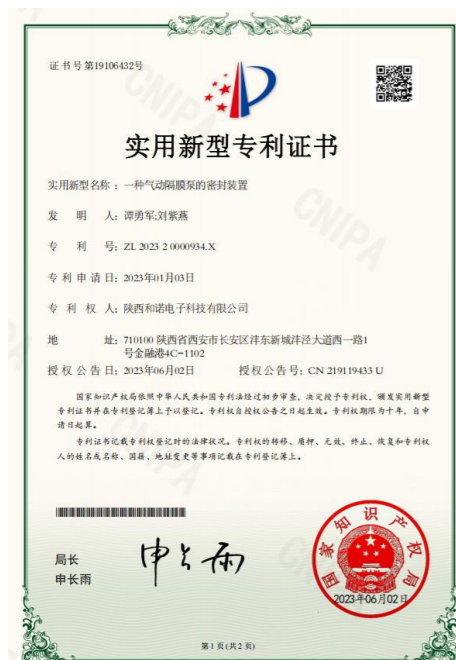 证书号第19106432号
实用新型专利证书
实用新型名称：一种气动隔膜泵的密封装置
发 明 人：谭勇军;刘紫燕
专 利 号：ZL 2023 2 0000934.X
专利申请日：2023年01月03日
专 利 权 人：陕西和诺电子科技有限公司
地 址：710100 陕西省西安市长安区沣东新城沣泾大道西一路1
号金融港4C-1102
授权公告日：2023年06月02日 授权公告号：CN 219119433 U
国家知识产权局依照中华人民共和国专利法经过初步审查，决定授予专利权，颁发实用新型
专利证书并在专利登记簿上予以登记。专利权自授权公告之日起生效。专利权期限为十年，自申
请日起算。
专利证书记载专利权登记时的法律状况。专利权的转移、质押、无效、终止、恢复和专利权
人的姓名或名称、国籍、地址变更等事项记载在专利登记簿上。
局长
申长雨
申长雨
国家知识产权局
2023年06月02日
第 1 页 (共 2 页)
CNIPA
CNIPA
CNIPA